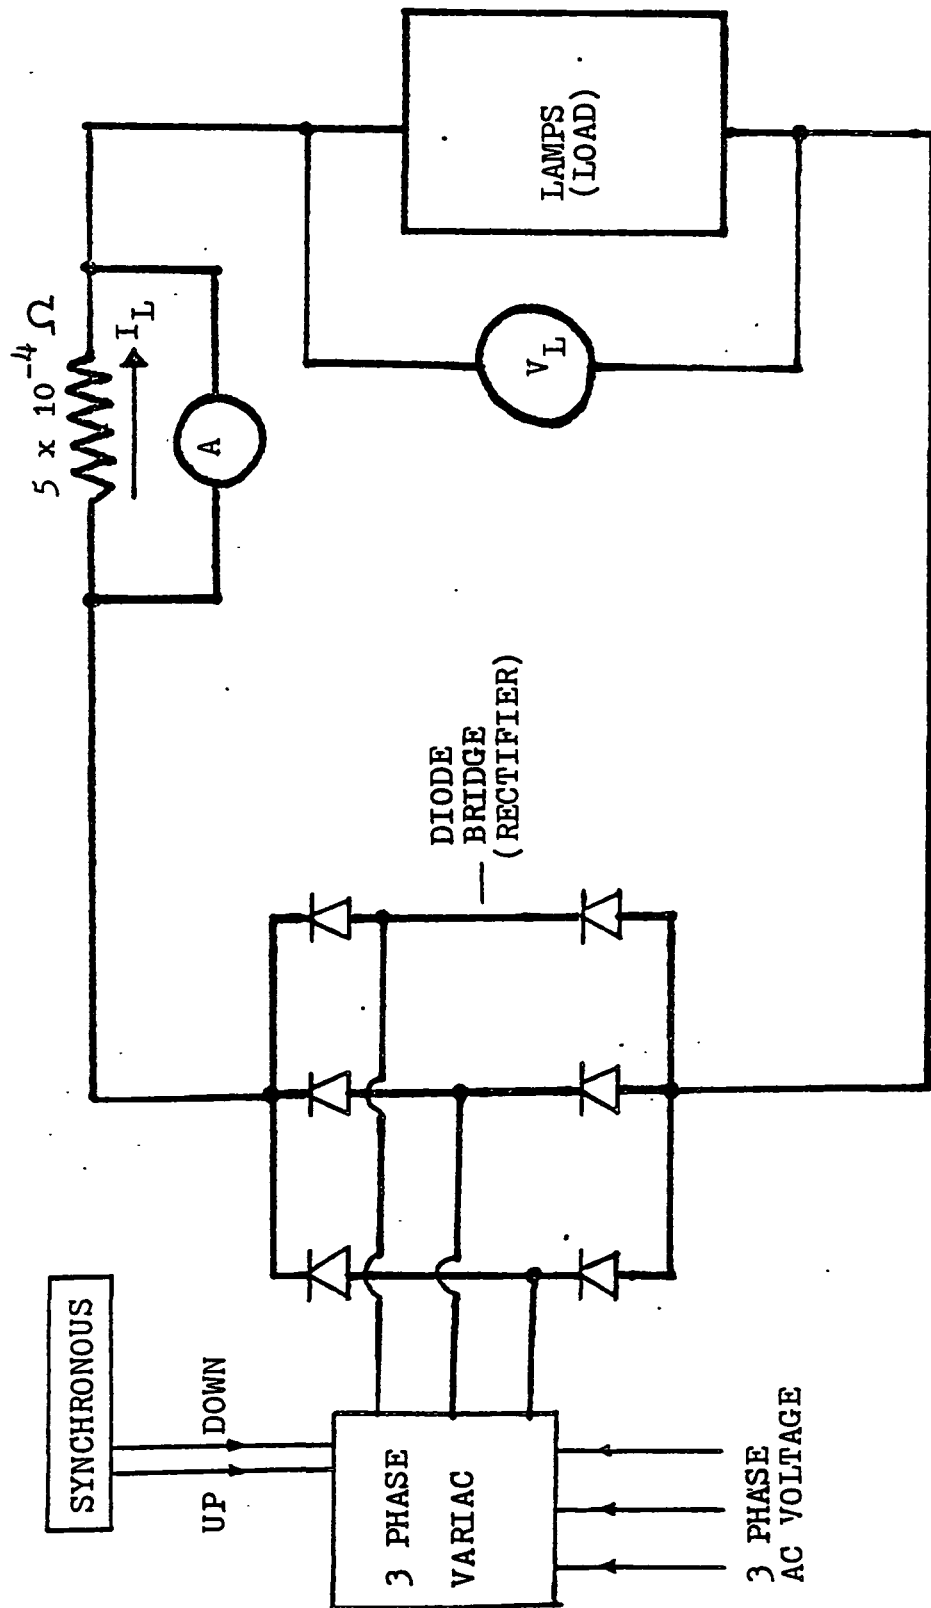 SYNCHRONOUS
UP
DOWN
3 PHASE
VARIAC
3 PHASE
AC VOLTAGE
DIODE
BRIDGE
(RECTIFIER)
5 x 10⁻⁴ Ω
I_L
A
V_L
LAMPS
(LOAD)